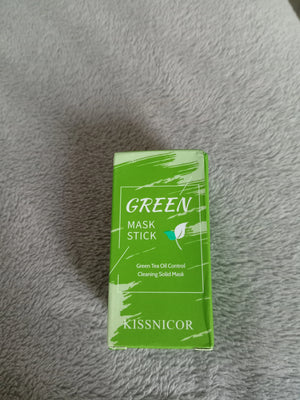 GREEN
MASK
STICK
Green Tea Oil Control
Cleaning Solid Mask
KISSNICOR